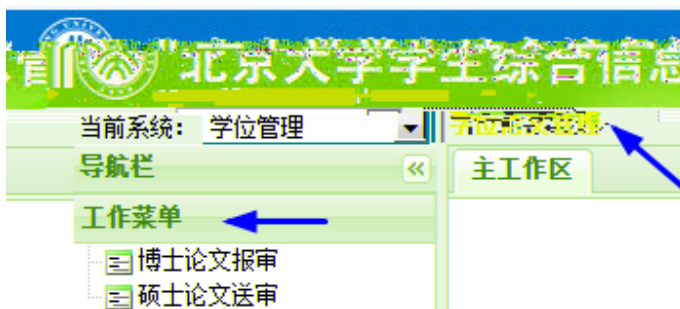 北京大学学生综合信息
当前系统： 学位管理
导航栏
主工作区
工作菜单
博士论文报审
硕士论文送审